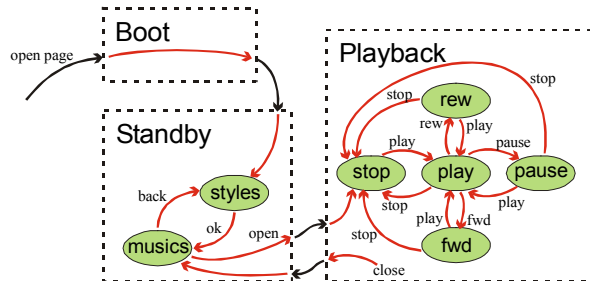 Boot
open page
Playback
stop
rew
stop
rew
play
play
pause
stop
play
pause
stop
play
play
fwd
stop
fwd
close
Standby
styles
back
ok
open
musics